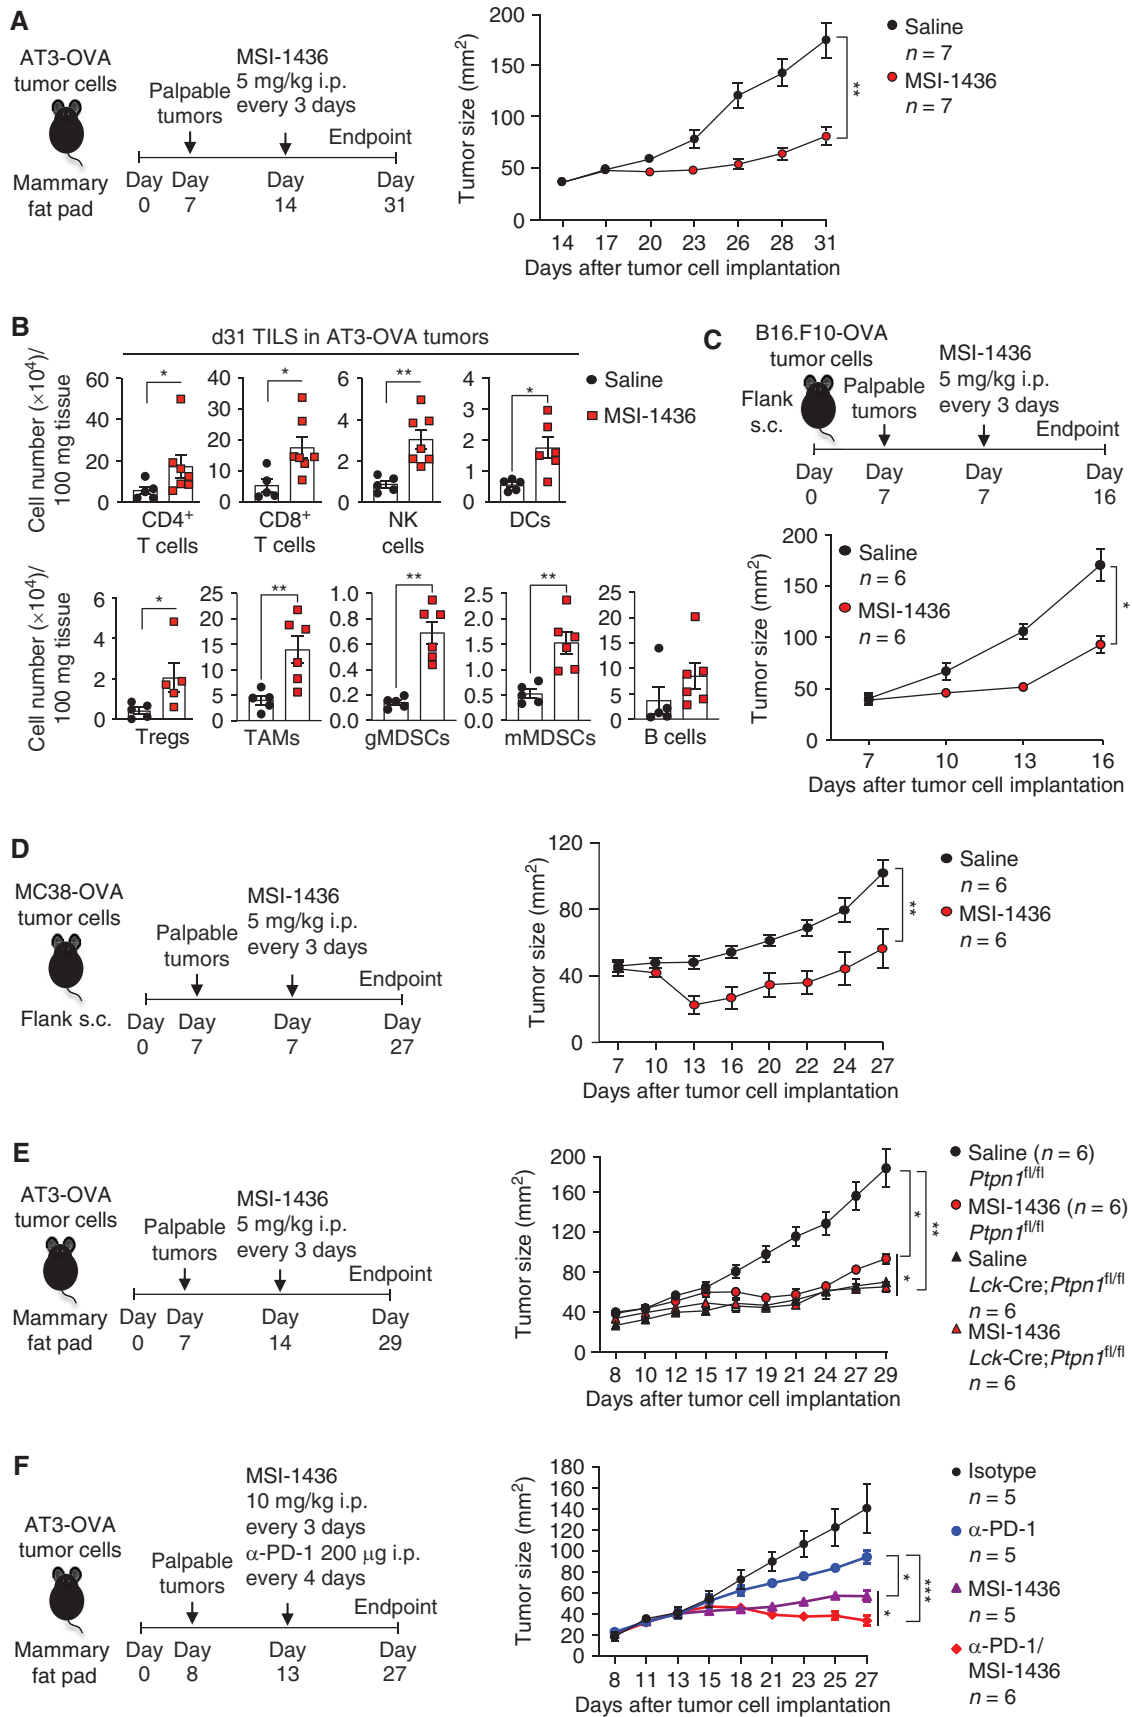 A
AT3-OVA
tumor cells
Mammary
fat pad
Palpable
tumors
MSI-1436
5 mg/kg i.p.
every 3 days
Endpoint
Day Day Day Day
0 7 14 31
Tumor size (mm²)
200
150
100
50
0
14 17 20 23 26 28 31
Days after tumor cell implantation
**
Saline
n = 7
MSI-1436
n = 7
B
d31 TILS in AT3-OVA tumors
Saline
MSI-1436
Cell number (×10⁴)/
100 mg tissue
60
40
20
0
*
CD4⁺
T cells
40
30
20
10
0
*
CD8⁺
T cells
6
4
2
0
**
NK
cells
4
3
2
1
0
*
DCs
Cell number (×10⁴)/
100 mg tissue
6
4
2
0
*
Tregs
25
20
15
10
5
0
**
TAMs
1.0
0.8
0.6
0.4
0.2
0.0
**
gMDSCs
2.5
2.0
1.5
1.0
0.5
0.0
**
mMDSCs
25
20
15
10
5
0
B cells
C
B16.F10-OVA
tumor cells
Flank
s.c.
Palpable
tumors
MSI-1436
5 mg/kg i.p.
every 3 days
Endpoint
Day Day Day Day
0 7 7 16
Tumor size (mm²)
200
150
100
50
0
7 10 13 16
Days after tumor cell implantation
Saline
n = 6
MSI-1436
n = 6
*
D
MC38-OVA
tumor cells
Flank s.c.
Palpable
tumors
MSI-1436
5 mg/kg i.p.
every 3 days
Endpoint
Day Day Day Day
0 7 7 27
Tumor size (mm²)
120
80
40
0
7 10 13 16 20 22 24 27
Days after tumor cell implantation
**
Saline
n = 6
MSI-1436
n = 6
E
AT3-OVA
tumor cells
Mammary
fat pad
Palpable
tumors
MSI-1436
5 mg/kg i.p.
every 3 days
Endpoint
Day Day Day Day
0 7 14 29
Tumor size (mm²)
200
160
120
80
40
0
8 10 12 15 17 19 21 24 27 29
Days after tumor cell implantation
*
**
*
Saline (n = 6)
Ptpn1fl/fl
MSI-1436 (n = 6)
Ptpn1fl/fl
Saline
Lck-Cre;Ptpn1fl/fl
n = 6
MSI-1436
Lck-Cre;Ptpn1fl/fl
n = 6
F
AT3-OVA
tumor cells
Mammary
fat pad
Palpable
tumors
MSI-1436
10 mg/kg i.p.
every 3 days
α-PD-1 200 μg i.p.
every 4 days
Endpoint
Day Day Day Day
0 8 13 27
Tumor size (mm²)
180
160
140
120
100
80
60
40
20
0
8 11 13 15 18 21 23 25 27
Days after tumor cell implantation
*
***
*
Isotype
n = 5
α-PD-1
n = 5
MSI-1436
n = 5
α-PD-1/
MSI-1436
n = 6